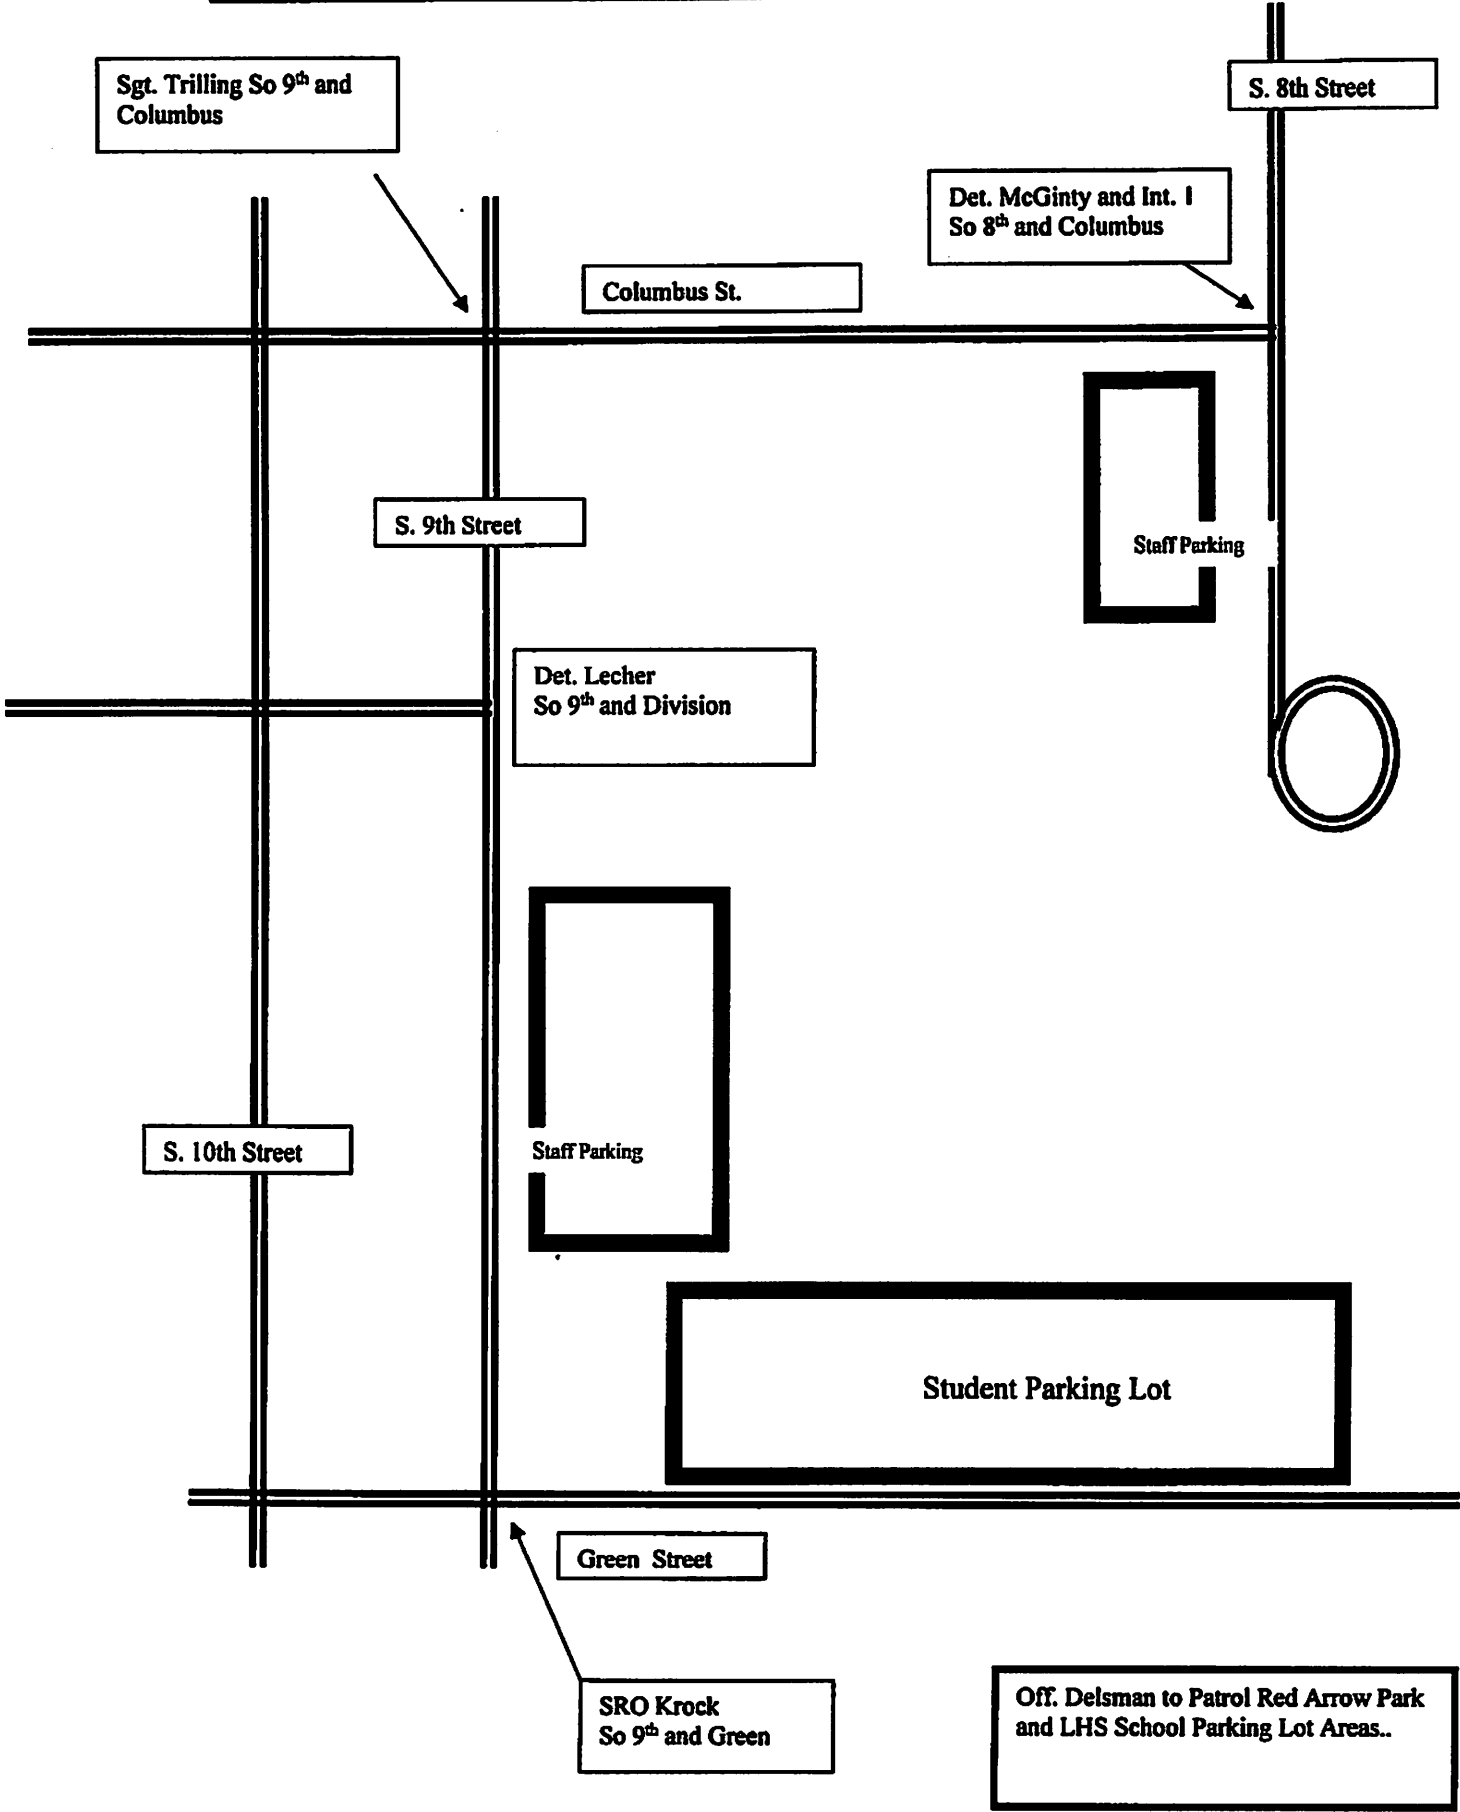 Sgt. Trilling So 9th and
Columbus
S. 8th Street
Det. McGinty and Int. 1
So 8th and Columbus
Columbus St.
S. 9th Street
Staff Parking
Det. Lecher
So 9th and Division
S. 10th Street
Staff Parking
Student Parking Lot
Green Street
SRO Krock
So 9th and Green
Off. Delsman to Patrol Red Arrow Park
and LHS School Parking Lot Areas..